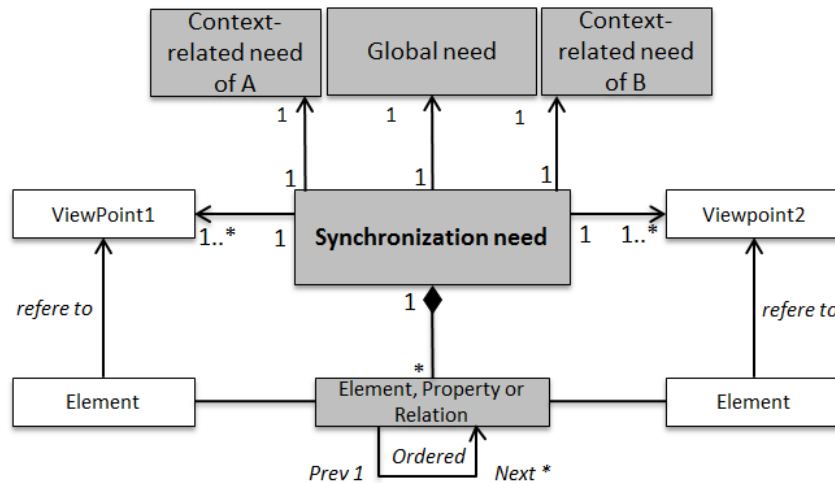 Context-
related need
of A
Global need
Context-
related need
of B
1
1
1
1
1
1
ViewPoint1
Synchronization need
Viewpoint2
1..*
1
1
1..*
refere to
1
*
refere to
Element
Element, Property or
Relation
Element
Ordered
Prev 1
Next *